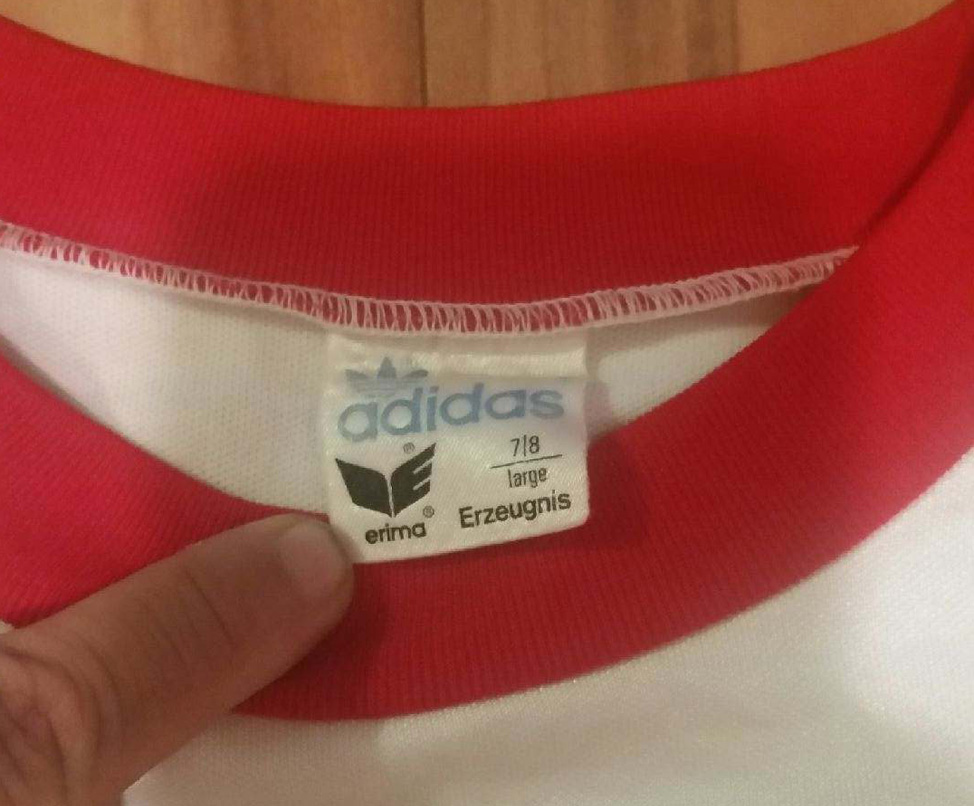 adidas
7/8
large
® erima®
Erzeugnis